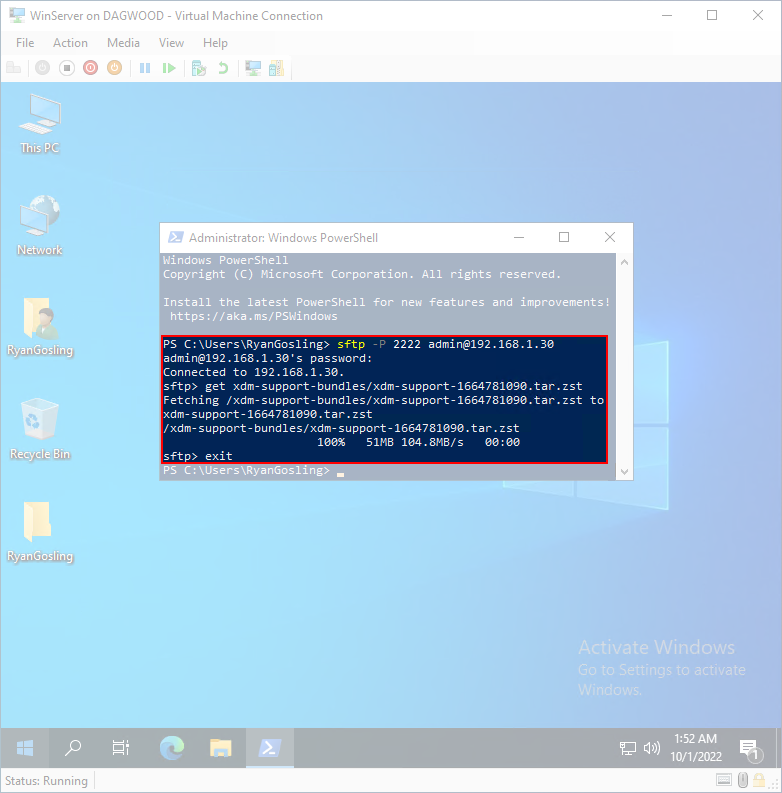 WinServer on DAGWOOD - Virtual Machine Connection
File Action Media View Help
This PC
Network
RyanGosling
Recycle Bin
RyanGosling
Administrator: Windows PowerShell
Windows PowerShell
Copyright (C) Microsoft Corporation. All rights reserved.
Install the latest PowerShell for new features and improvements!
https://aka.ms/PSWindows
PS C:\Users\RyanGosling> sftp -P 2222 admin@192.168.1.30
admin@192.168.1.30's password:
Connected to 192.168.1.30.
sftp> get xdm-support-bundles/xdm-support-1664781090.tar.zst
Fetching /xdm-support-bundles/xdm-support-1664781090.tar.zst to
xdm-support-1664781090.tar.zst
/xdm-support-bundles/xdm-support-1664781090.tar.zst
100% 51MB 104.8MB/s 00:00
sftp> exit
PS C:\Users\RyanGosling>
Activate Windows
Go to Settings to activate
Windows.
1:52 AM
10/1/2022
1
Status: Running